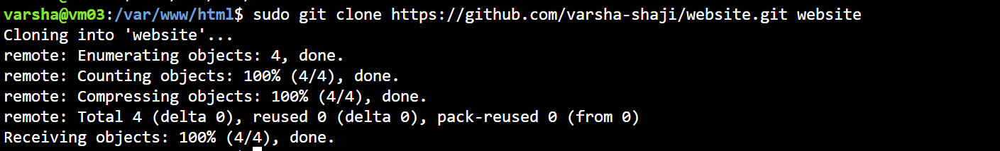 varsha@vm03:/var/www/html$ sudo git clone https://github.com/varsha-shaji/website.git website
Cloning into 'website'...
remote: Enumerating objects: 4, done.
remote: Counting objects: 100% (4/4), done.
remote: Compressing objects: 100% (4/4), done.
remote: Total 4 (delta 0), reused 0 (delta 0), pack-reused 0 (from 0)
Receiving objects: 100% (4/4), done.